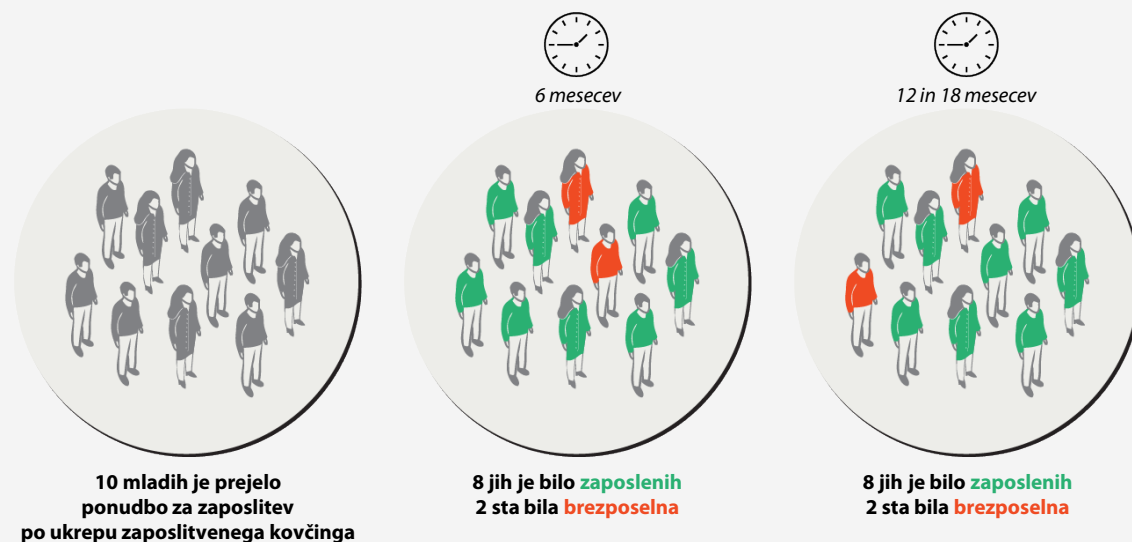 6 mesecev
12 in 18 mesecev
10 mladih je prejelo
ponudbo za zaposlitev
po ukrepu zaposlitvenega kovčinga
8 jih je bilo zaposlenih
2 sta bila brezposelna
8 jih je bilo zaposlenih
2 sta bila brezposelna